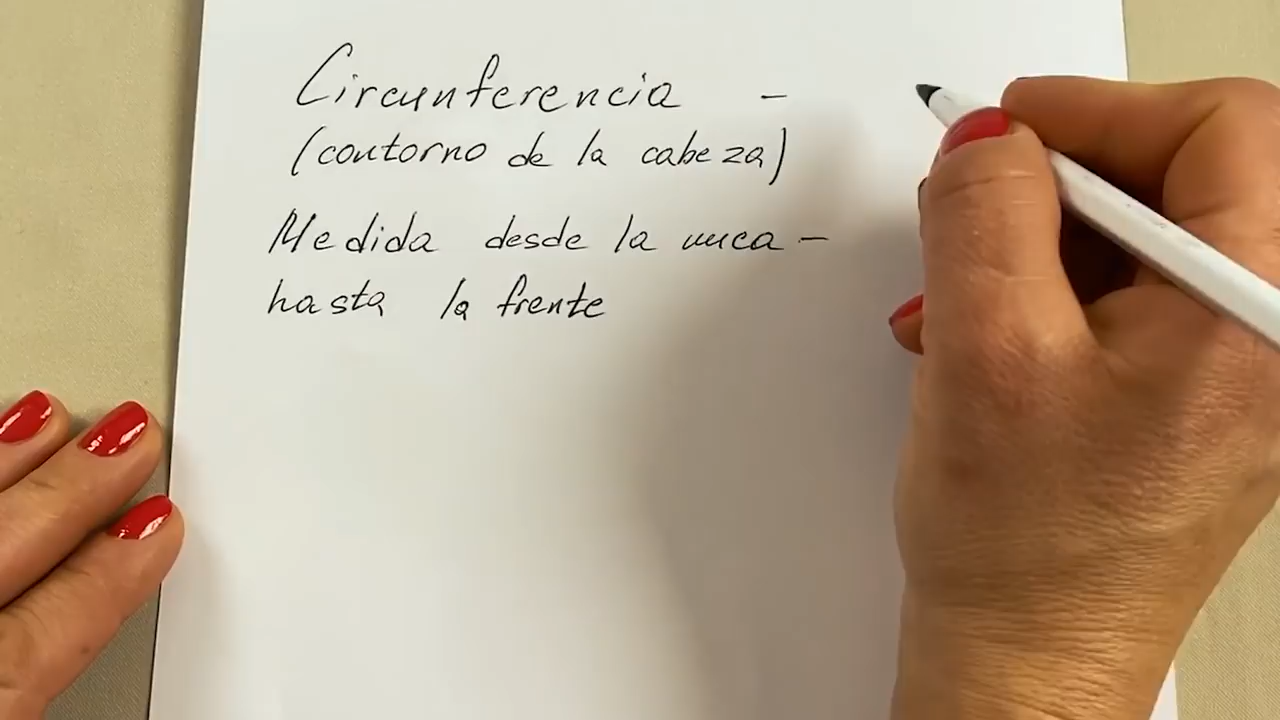 Circunferencia -
(contorno de la cabeza)
Medida desde la nuca -
hasta la frente